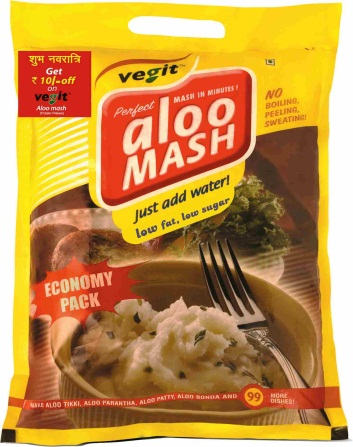 शुभ नवरात्रि
Get
₹ 10/-off
on
vegit
Aloo mash
vegit™
MASH IN MINUTES!
Perfect
aloo
MASH
NO
BOILING,
PEELING,
SWEATING!
Just add water!
low fat, low sugar
ECONOMY
PACK
MAKE ALOO TIKKI, ALOO PARANTHA, ALOO PATTY, ALOO BONDA AND 99 MORE
DISHES!